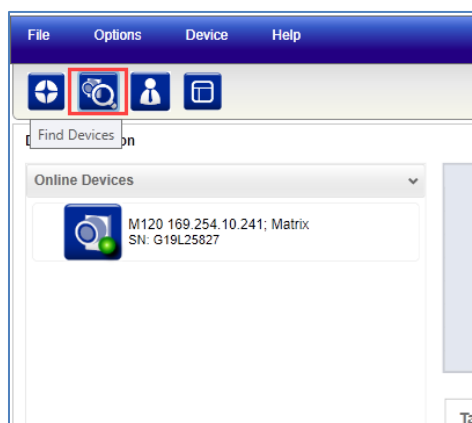 File Options Device Help
Find Devices
on
Online Devices
M120 169.254.10.241; Matrix
SN: G19L25827
Ta